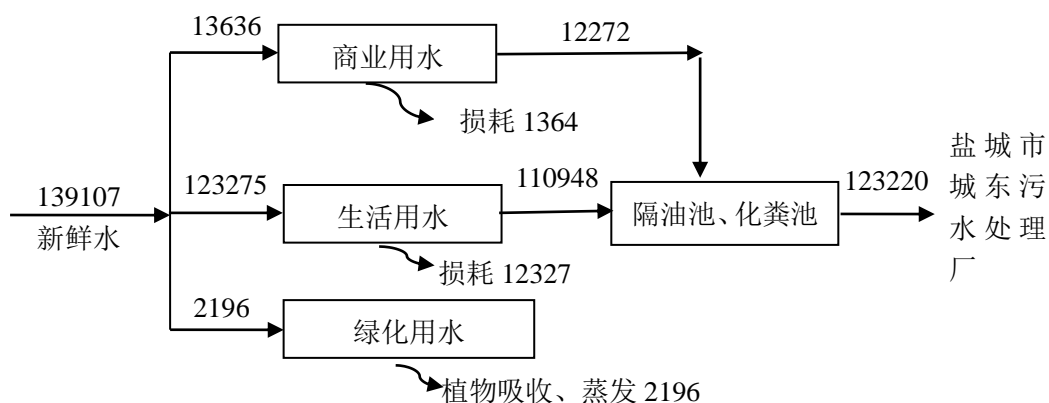 13636
商业用水
12272
损耗 1364
139107
新鲜水
123275
生活用水
110948
隔油池、化粪池
123220
盐城市
城东污
水处理
厂
损耗 12327
2196
绿化用水
植物吸收、蒸发 2196